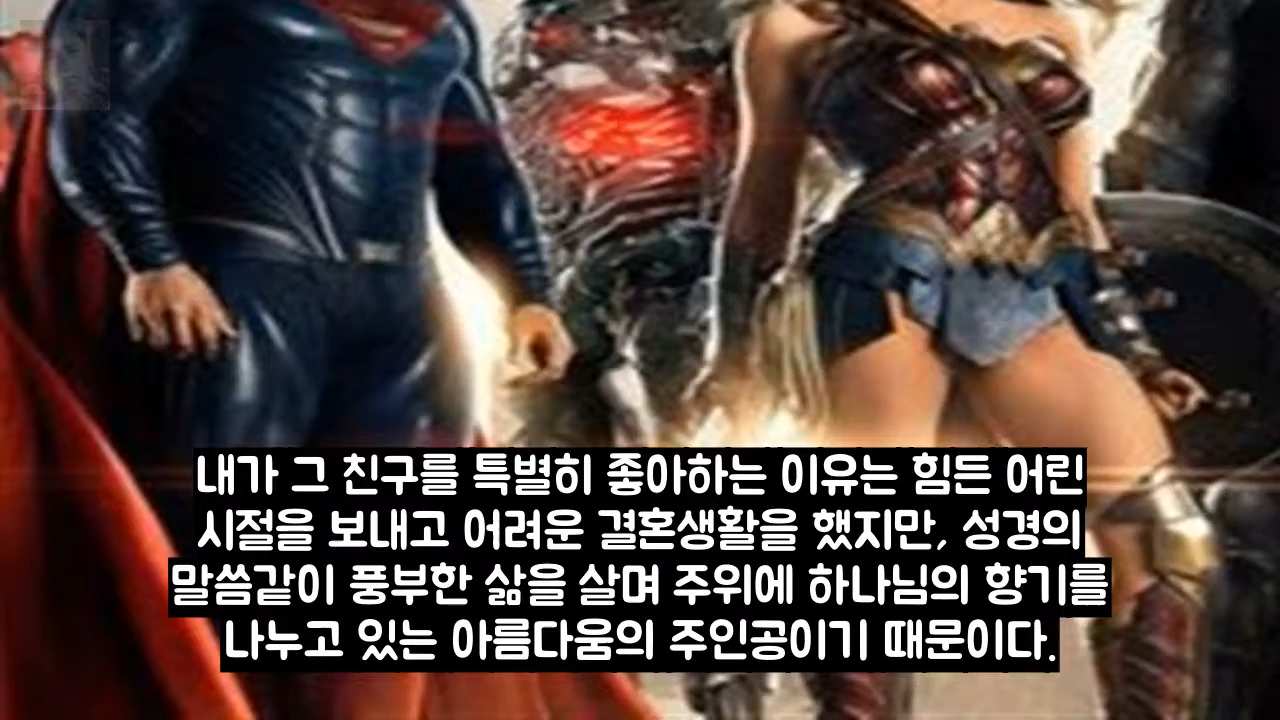 내가 그 친구를 특별히 좋아하는 이유는 힘든 어린
시절을 보내고 어려운 결혼생활을 했지만, 성경의
말씀같이 풍부한 삶을 살며 주위에 하나님의 향기를
나누고 있는 아름다움의 주인공이기 때문이다.